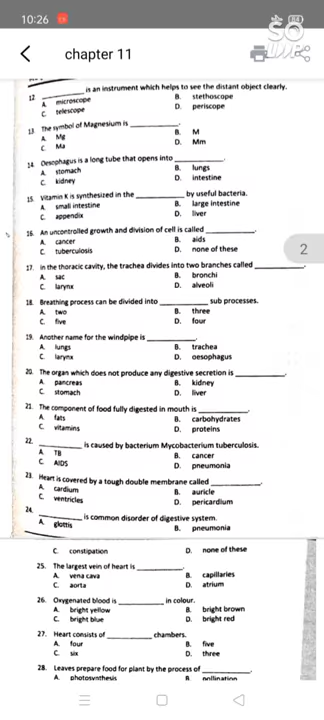 10:26
84
SO
chapter 11
12. ________ is an instrument which helps to see the distant object clearly.
A. microscope B. stethoscope
C. telescope D. periscope
13. The symbol of Magnesium is ________.
A. Mg B. M
C. Ma D. Mm
14. Oesophagus is a long tube that opens into ________.
A. stomach B. lungs
C. kidney D. intestine
15. Vitamin K is synthesized in the ________ by useful bacteria.
A. small intestine B. large intestine
C. appendix D. liver
16. An uncontrolled growth and division of cell is called ________.
A. cancer B. aids
C. tuberculosis D. none of these
2
17. In the thoracic cavity, the trachea divides into two branches called ________.
A. sac B. bronchi
C. larynx D. alveoli
18. Breathing process can be divided into ________ sub processes.
A. two B. three
C. five D. four
19. Another name for the windpipe is ________.
A. lungs B. trachea
C. larynx D. oesophagus
20. The organ which does not produce any digestive secretion is ________.
A. pancreas B. kidney
C. stomach D. liver
21. The component of food fully digested in mouth is ________.
A. fats B. carbohydrates
C. vitamins D. proteins
22. ________ is caused by bacterium Mycobacterium tuberculosis.
A. TB B. cancer
C. AIDS D. pneumonia
23. Heart is covered by a tough double membrane called ________.
A. cardium B. auricle
C. ventricles D. pericardium
24. ________ is common disorder of digestive system.
A. glottis B. pneumonia
C. constipation D. none of these
25. The largest vein of heart is ________.
A. vena cava B. capillaries
C. aorta D. atrium
26. Oxygenated blood is ________ in colour.
A. bright yellow B. bright brown
C. bright blue D. bright red
27. Heart consists of ________ chambers.
A. four B. five
C. six D. three
28. Leaves prepare food for plant by the process of ________.
A. photosynthesis B. pollination